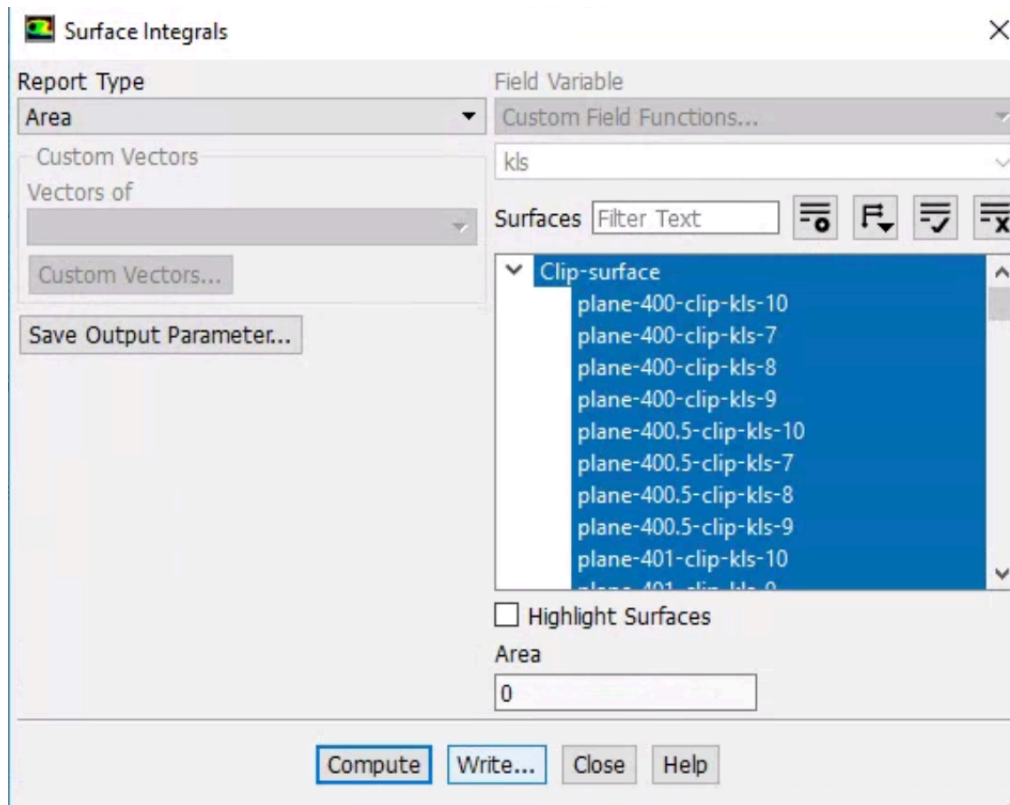 Surface Integrals
Report Type
Area
Custom Vectors
Vectors of
Custom Vectors...
Save Output Parameter...
Field Variable
Custom Field Functions...
kls
Surfaces Filter Text
Clip-surface
plane-400-clip-kls-10
plane-400-clip-kls-7
plane-400-clip-kls-8
plane-400-clip-kls-9
plane-400.5-clip-kls-10
plane-400.5-clip-kls-7
plane-400.5-clip-kls-8
plane-400.5-clip-kls-9
plane-401-clip-kls-10
Highlight Surfaces
Area
0
Compute Write... Close Help